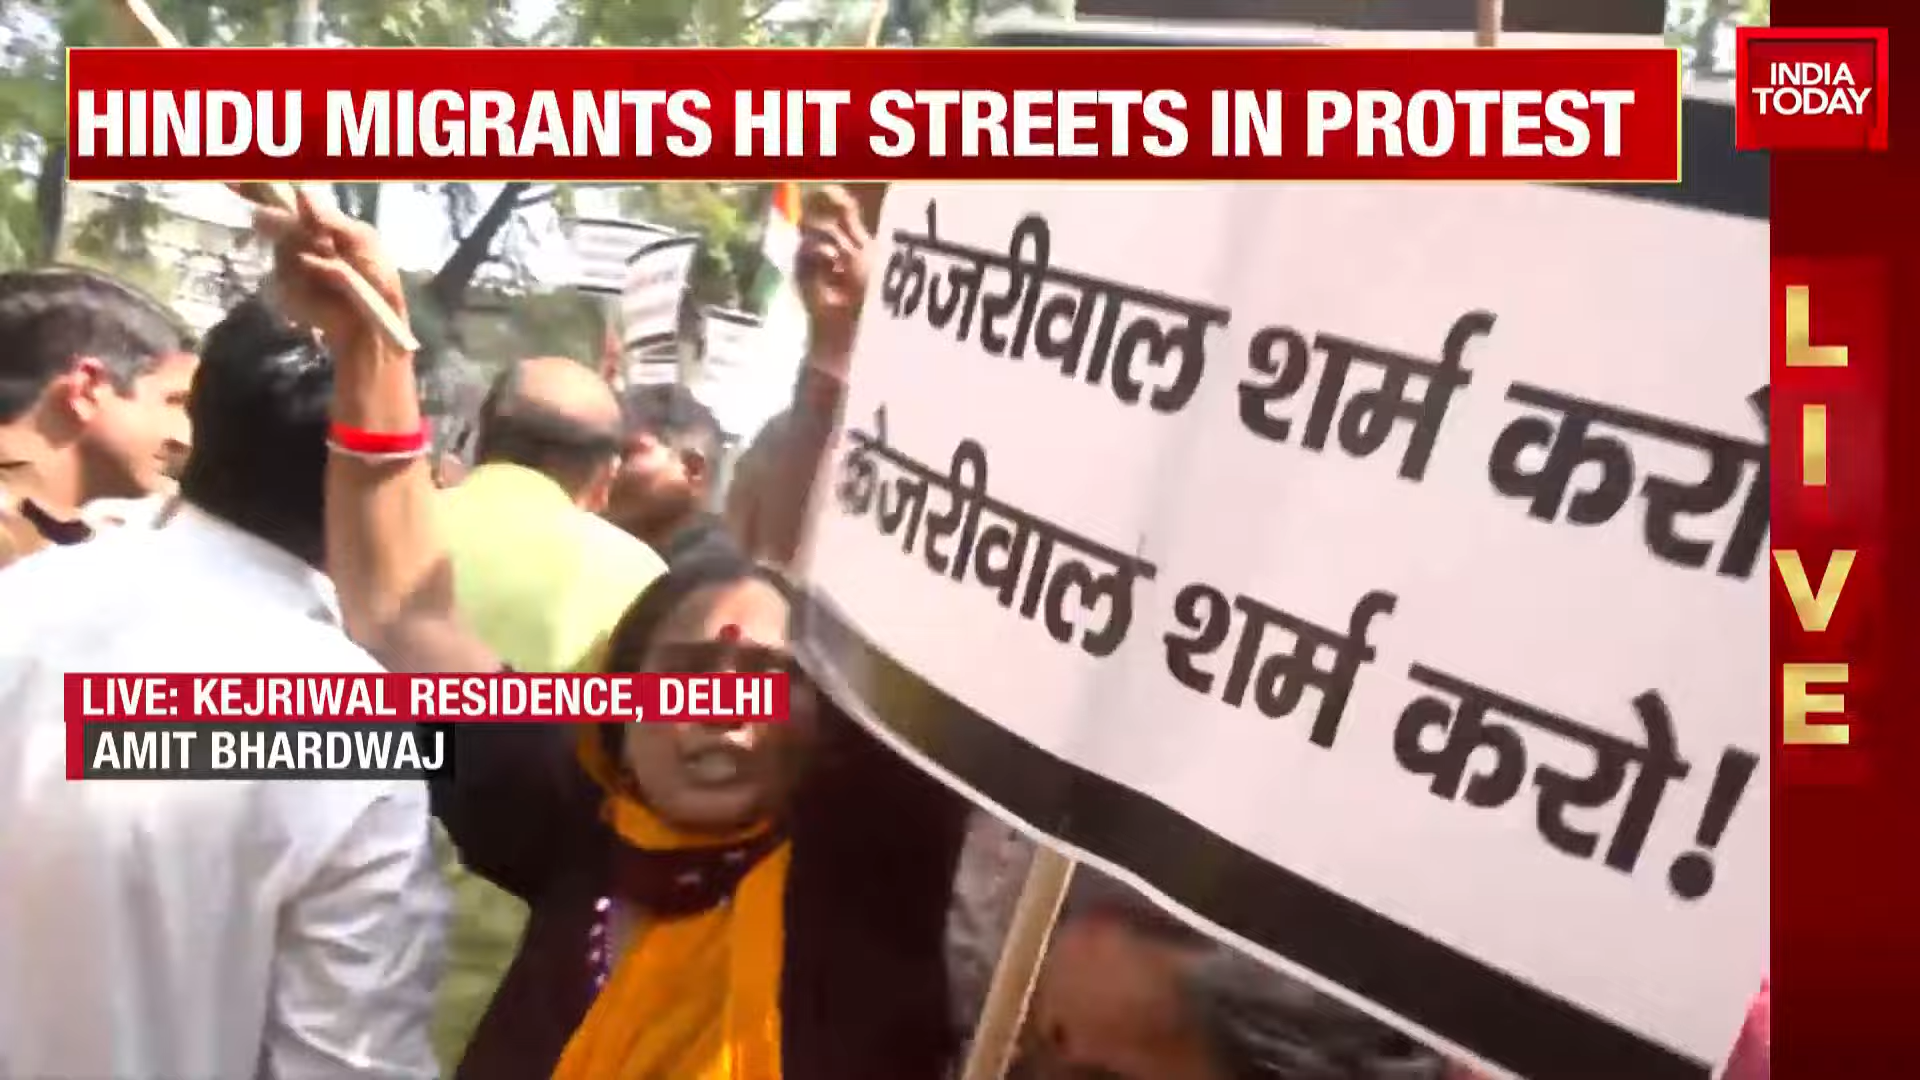 HINDU MIGRANTS HIT STREETS IN PROTEST
INDIA
TODAY
केजरीवाल शर्म करो
केजरीवाल शर्म करो!
LIVE: KEJRIWAL RESIDENCE, DELHI
AMIT BHARDWAJ
LIVE